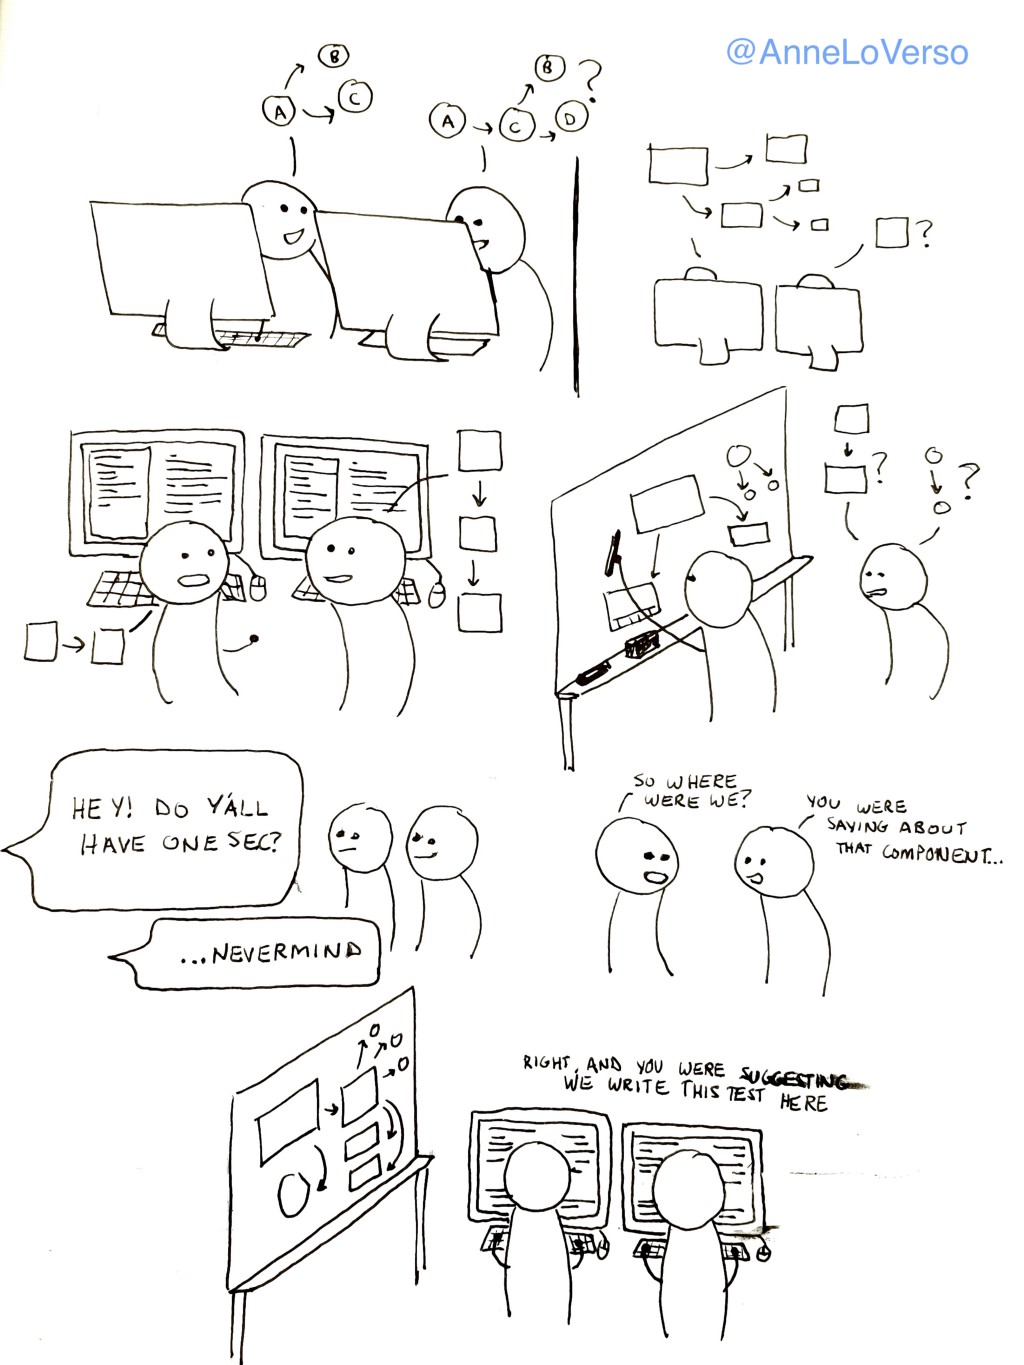 @AnneLoVerso
B
A
C
B
?
A
C
D
?
?
?
HEY! DO Y'ALL
HAVE ONE SEC?
...NEVERMIND
SO WHERE
WERE WE?
YOU WERE
SAYING ABOUT
THAT COMPONENT...
RIGHT, AND YOU WERE SUGGESTING
WE WRITE THIS TEST HERE